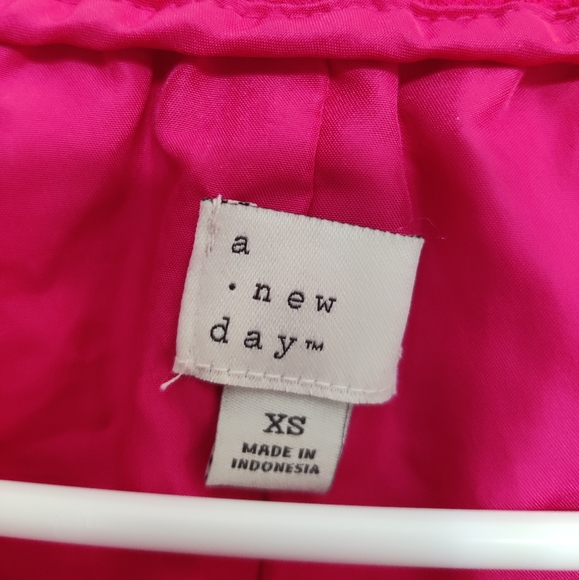 a
· new
day™
XS
MADE IN
INDONESIA